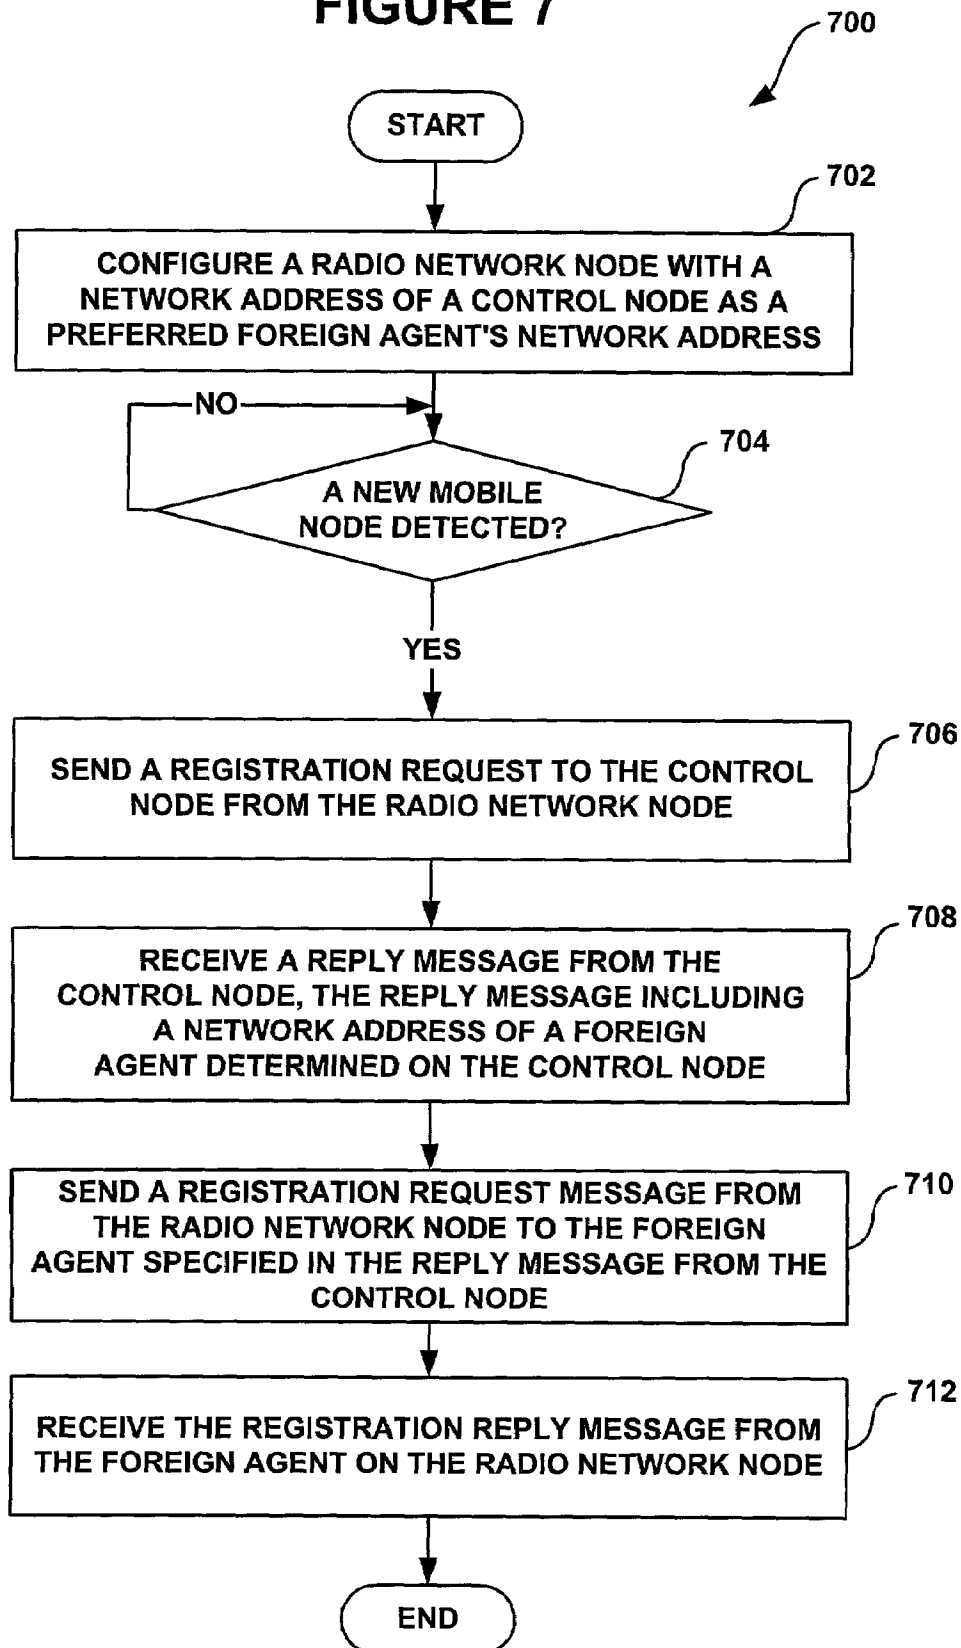 FIGURE 7
700
START
702
CONFIGURE A RADIO NETWORK NODE WITH A
NETWORK ADDRESS OF A CONTROL NODE AS A
PREFERRED FOREIGN AGENT'S NETWORK ADDRESS
NO
704
A NEW MOBILE
NODE DETECTED?
YES
706
SEND A REGISTRATION REQUEST TO THE CONTROL
NODE FROM THE RADIO NETWORK NODE
708
RECEIVE A REPLY MESSAGE FROM THE
CONTROL NODE, THE REPLY MESSAGE INCLUDING
A NETWORK ADDRESS OF A FOREIGN
AGENT DETERMINED ON THE CONTROL NODE
710
SEND A REGISTRATION REQUEST MESSAGE FROM
THE RADIO NETWORK NODE TO THE FOREIGN
AGENT SPECIFIED IN THE REPLY MESSAGE FROM THE
CONTROL NODE
712
RECEIVE THE REGISTRATION REPLY MESSAGE FROM
THE FOREIGN AGENT ON THE RADIO NETWORK NODE
END